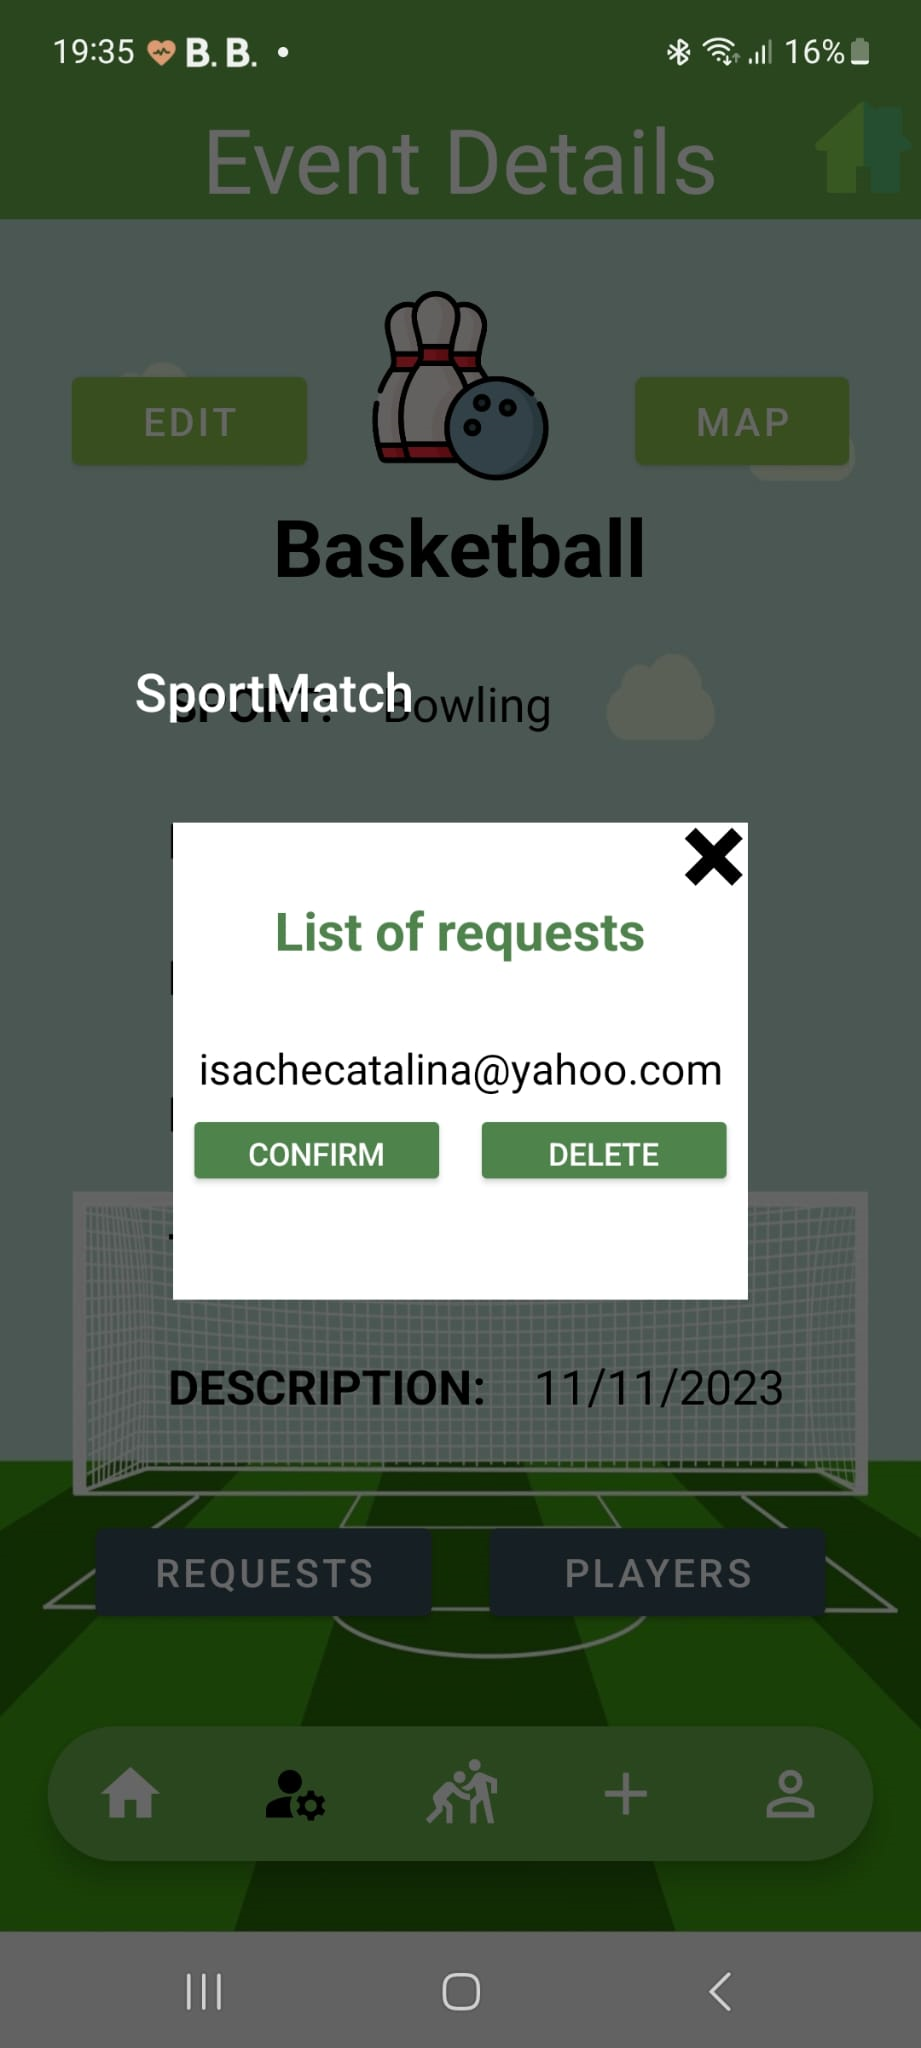 19:35 B. B. 16%
Event Details
EDIT MAP
Basketball
SportMatch
SPORT: Bowling
List of requests
isachecatalina@yahoo.com
CONFIRM DELETE
DESCRIPTION: 11/11/2023
REQUESTS PLAYERS